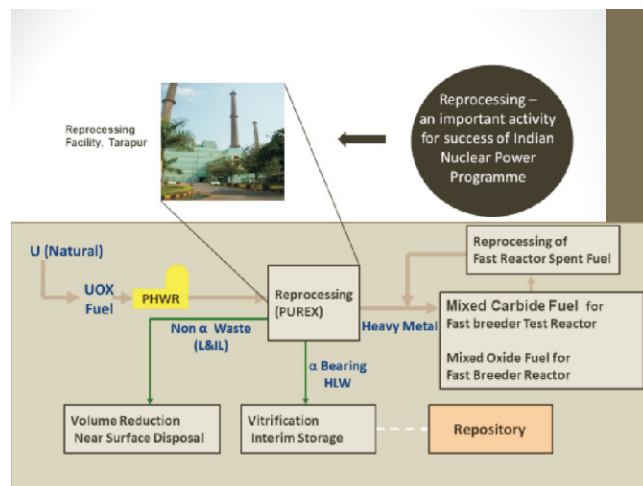 Reprocessing –
an important activity
for success of Indian
Nuclear Power
Programme
Reprocessing
Facility, Tarapur
U (Natural)
UOX
Fuel
PHWR
Reprocessing
(PUREX)
Heavy Metal
Reprocessing of
Fast Reactor Spent Fuel
Mixed Carbide Fuel for
Fast breeder Test Reactor
Mixed Oxide Fuel for
Fast Breeder Reactor
Non α Waste
(L&IL)
α Bearing
HLW
Volume Reduction
Near Surface Disposal
Vitrification
Interim Storage
Repository